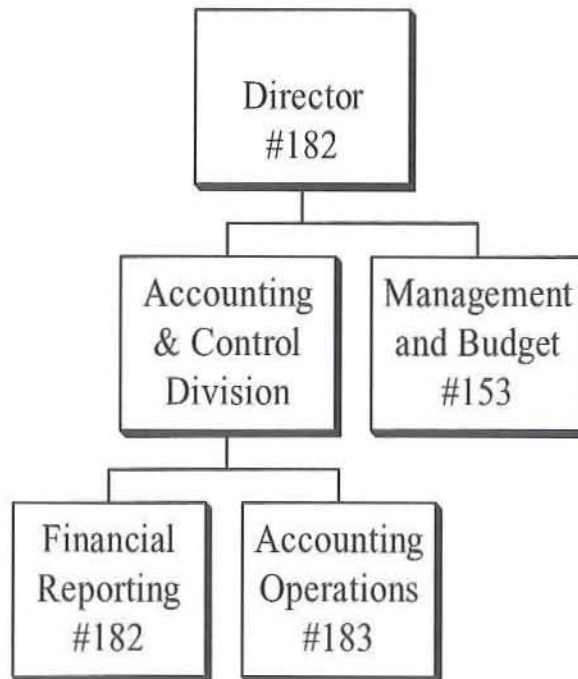 Director
#182
Accounting
& Control
Division
Management
and Budget
#153
Financial
Reporting
#182
Accounting
Operations
#183